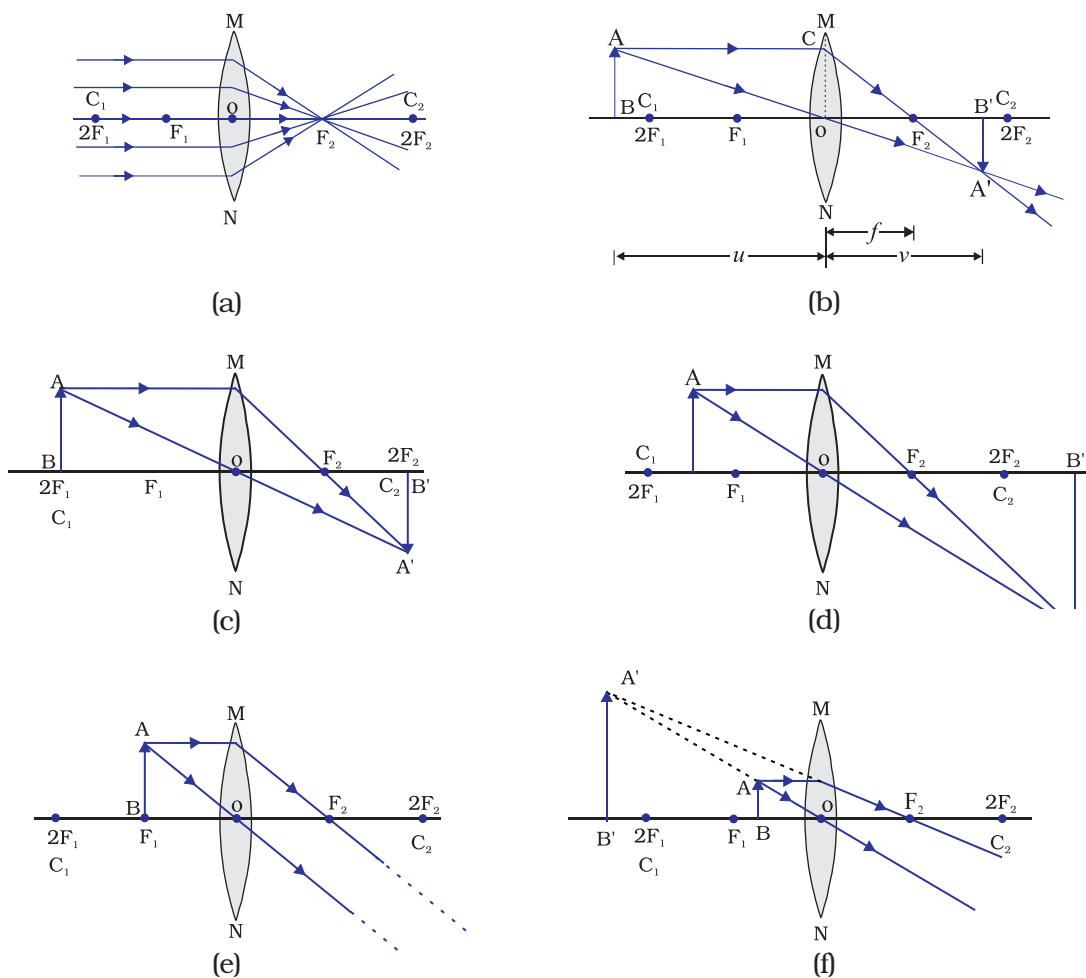 M
C₁ O C₂
2F₁ F₁ F₂ 2F₂
N
(a)
M
A C
B C₁ B' C₂
2F₁ F₁ O F₂ 2F₂
A'
N
f
u v
(b)
M
A
B O F₂ 2F₂
2F₁ F₁ C₂ B'
C₁
A'
N
(c)
M
A
C₁ O F₂ 2F₂ B'
2F₁ F₁ C₂
N
(d)
M
A
B O F₂ 2F₂
2F₁ F₁ C₂
C₁
N
(e)
A'
M
A O F₂ 2F₂
B' 2F₁ F₁ B C₂
C₁
N
(f)